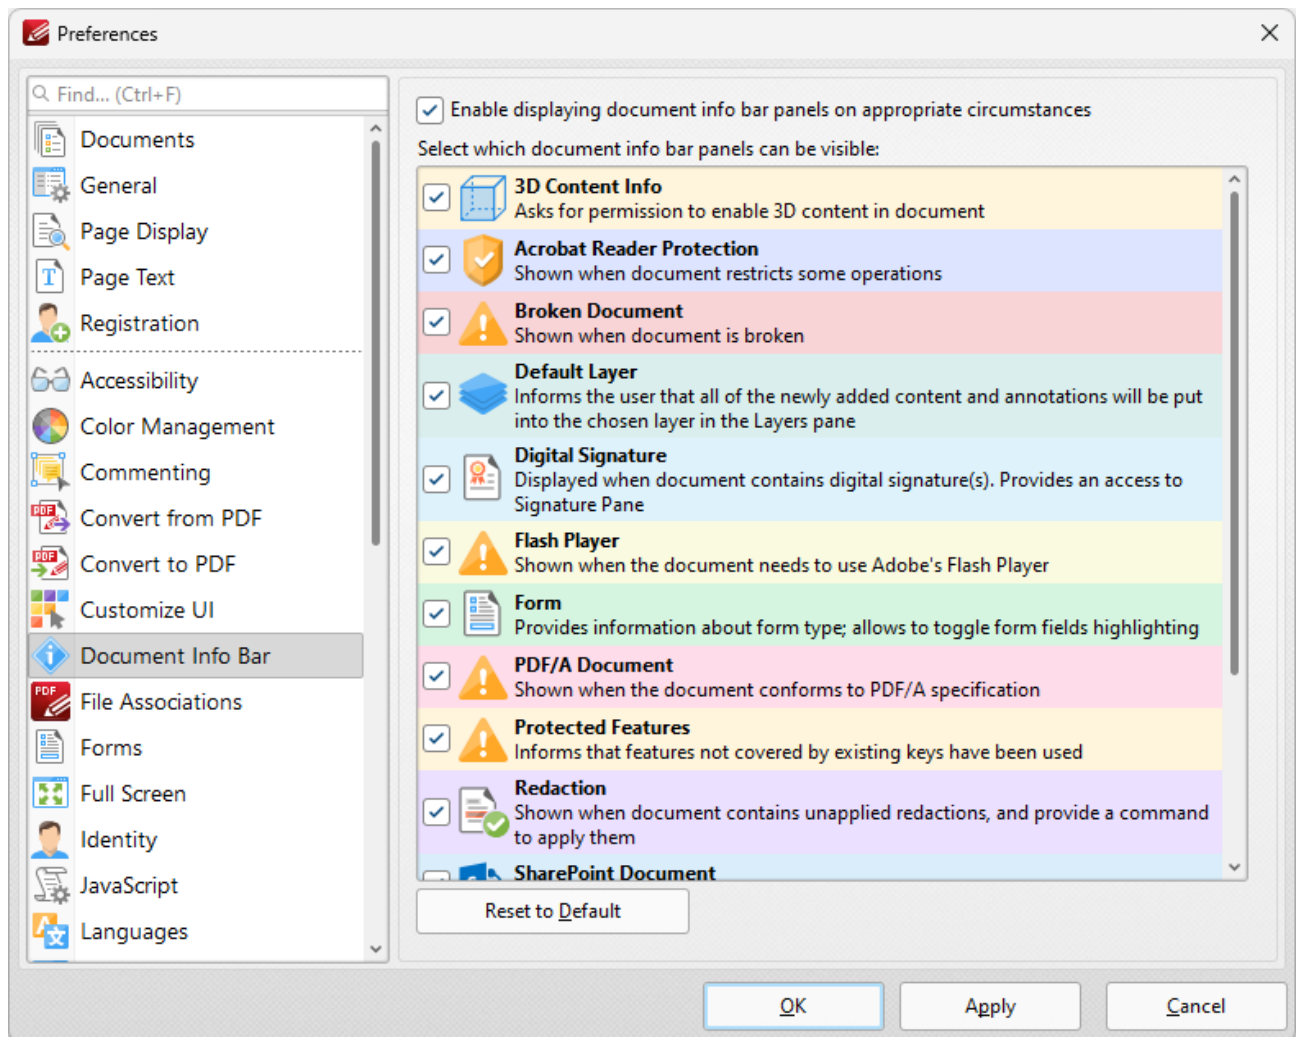 Preferences
Find... (Ctrl+F)
Documents
General
Page Display
Page Text
Registration
Accessibility
Color Management
Commenting
Convert from PDF
Convert to PDF
Customize UI
Document Info Bar
File Associations
Forms
Full Screen
Identity
JavaScript
Languages
Enable displaying document info bar panels on appropriate circumstances
Select which document info bar panels can be visible:
3D Content Info
Asks for permission to enable 3D content in document
Acrobat Reader Protection
Shown when document restricts some operations
Broken Document
Shown when document is broken
Default Layer
Informs the user that all of the newly added content and annotations will be put
into the chosen layer in the Layers pane
Digital Signature
Displayed when document contains digital signature(s). Provides an access to
Signature Pane
Flash Player
Shown when the document needs to use Adobe's Flash Player
Form
Provides information about form type; allows to toggle form fields highlighting
PDF/A Document
Shown when the document conforms to PDF/A specification
Protected Features
Informs that features not covered by existing keys have been used
Redaction
Shown when document contains unapplied redactions, and provide a command
to apply them
SharePoint Document
Reset to Default
OK
Apply
Cancel